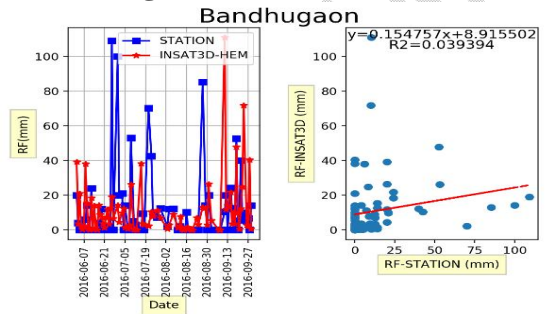 Bandhugaon
STATION
INSAT3D-HEM
RF(mm)
100
80
60
40
20
0
2016-06-07
2016-06-21
2016-07-05
2016-07-19
2016-08-02
2016-08-16
2016-08-30
2016-09-13
2016-09-27
Date
y=0.154757x+8.915502
R2=0.039394
RF-INSAT3D (mm)
100
80
60
40
20
0
0
25
50
75
100
RF-STATION (mm)